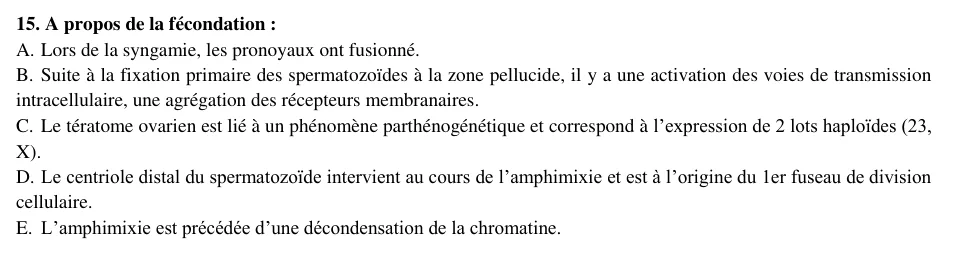 15. A propos de la fécondation :
A. Lors de la syngamie, les pronoyaux ont fusionné.
B. Suite à la fixation primaire des spermatozoïdes à la zone pellucide, il y a une activation des voies de transmission
intracellulaire, une agrégation des récepteurs membranaires.
C. Le tératome ovarien est lié à un phénomène parthénogénétique et correspond à l’expression de 2 lots haploïdes (23,
X).
D. Le centriole distal du spermatozoïde intervient au cours de l’amphimixie et est à l’origine du 1er fuseau de division
cellulaire.
E. L’amphimixie est précédée d’une décondensation de la chromatine.